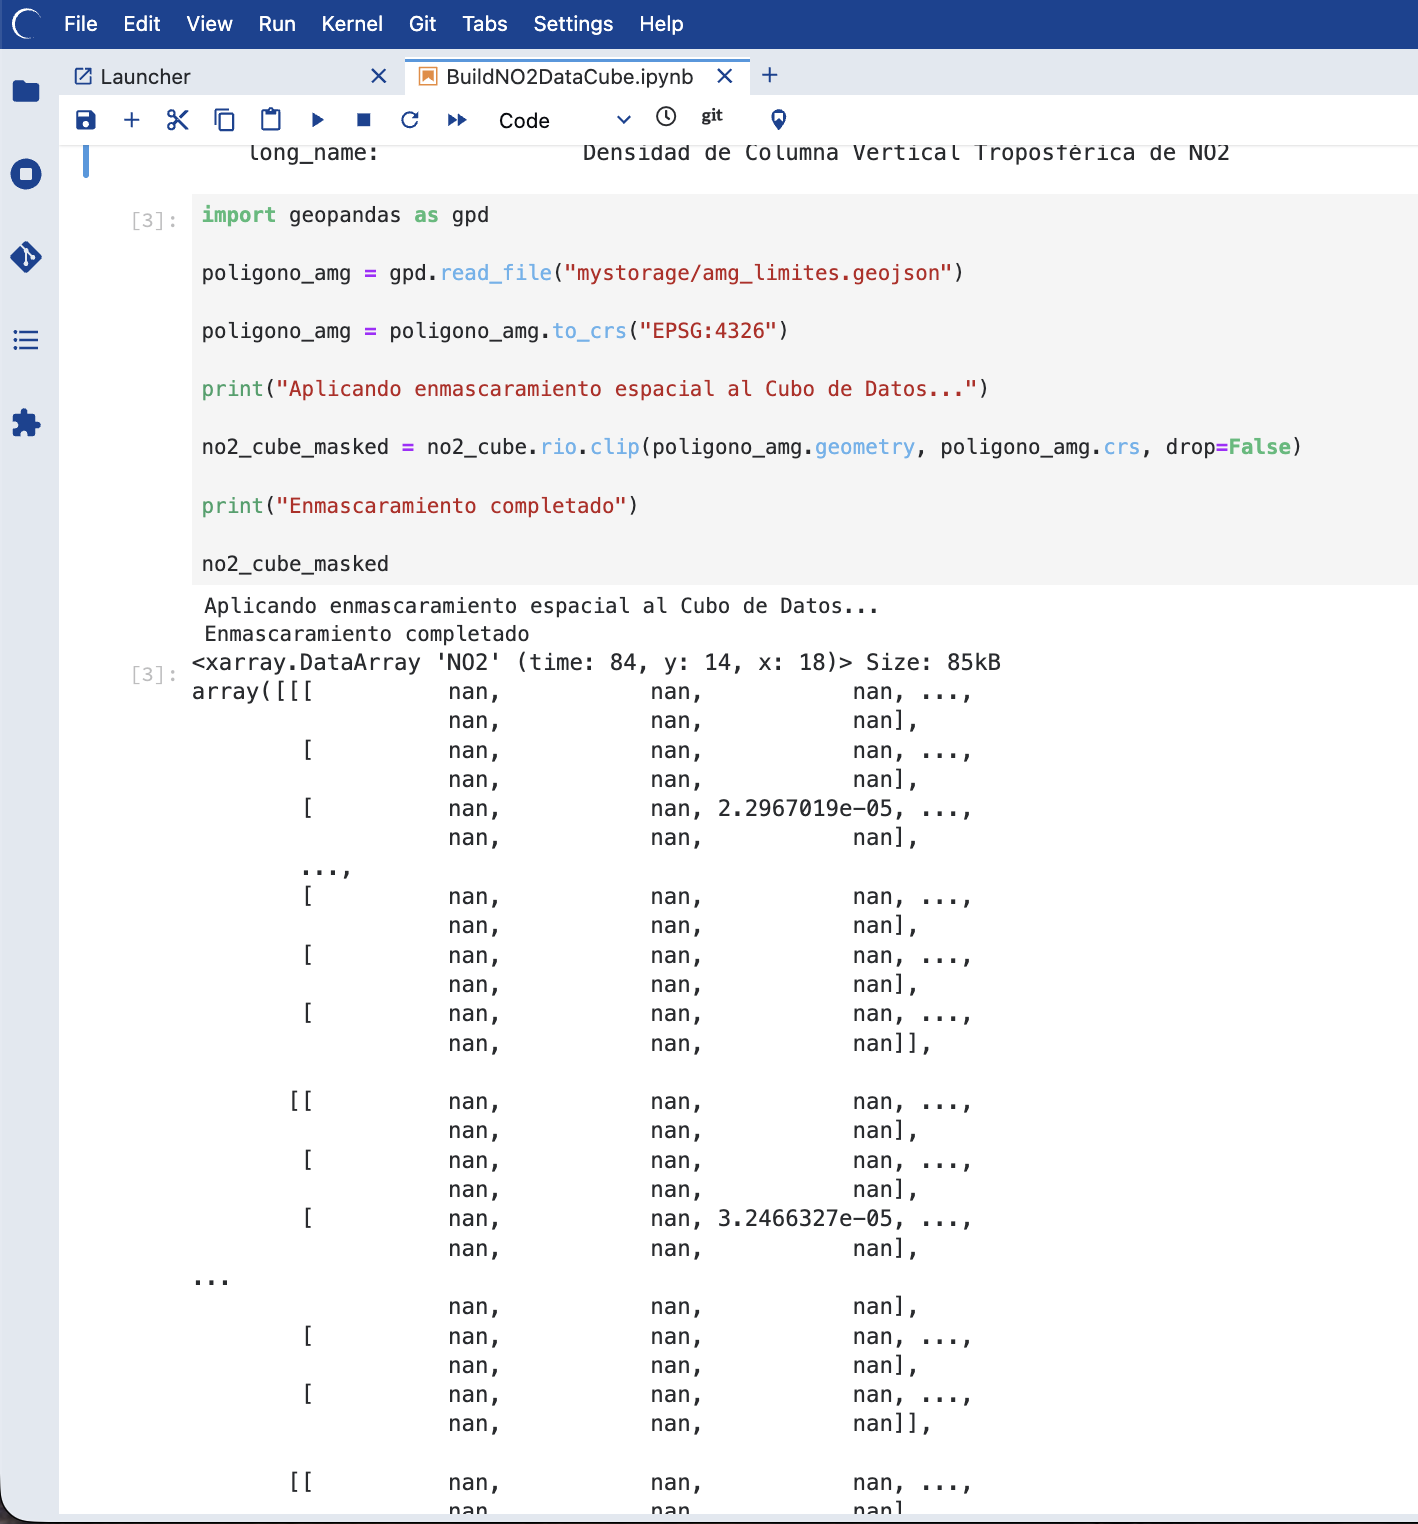 File Edit View Run Kernel Git Tabs Settings Help
Launcher BuildNO2DataCube.ipynb
Code git
long_name: Densidad de Columna Vertical Troposférica de NO2
[3]: import geopandas as gpd
poligono_amg = gpd.read_file("mystorage/amg_limites.geojson")
poligono_amg = poligono_amg.to_crs("EPSG:4326")
print("Aplicando enmascaramiento espacial al Cubo de Datos...")
no2_cube_masked = no2_cube.rio.clip(poligono_amg.geometry, poligono_amg.crs, drop=False)
print("Enmascaramiento completado")
no2_cube_masked
Aplicando enmascaramiento espacial al Cubo de Datos...
Enmascaramiento completado
[3]: <xarray.DataArray 'NO2' (time: 84, y: 14, x: 18)> Size: 85kB
array([[[ nan, nan, nan, ...,
nan, nan, nan],
[ nan, nan, nan, ...,
nan, nan, nan],
[ nan, nan, 2.2967019e-05, ...,
nan, nan, nan],
...,
[ nan, nan, nan, ...,
nan, nan, nan],
[ nan, nan, nan, ...,
nan, nan, nan],
[ nan, nan, nan, ...,
nan, nan, nan]],
[[ nan, nan, nan, ...,
nan, nan, nan],
[ nan, nan, nan, ...,
nan, nan, nan],
[ nan, nan, 3.2466327e-05, ...,
nan, nan, nan],
...
nan, nan, nan],
[ nan, nan, nan, ...,
nan, nan, nan],
[ nan, nan, nan, ...,
nan, nan, nan]],
[[ nan, nan, nan, ...,
nan, nan, nan]